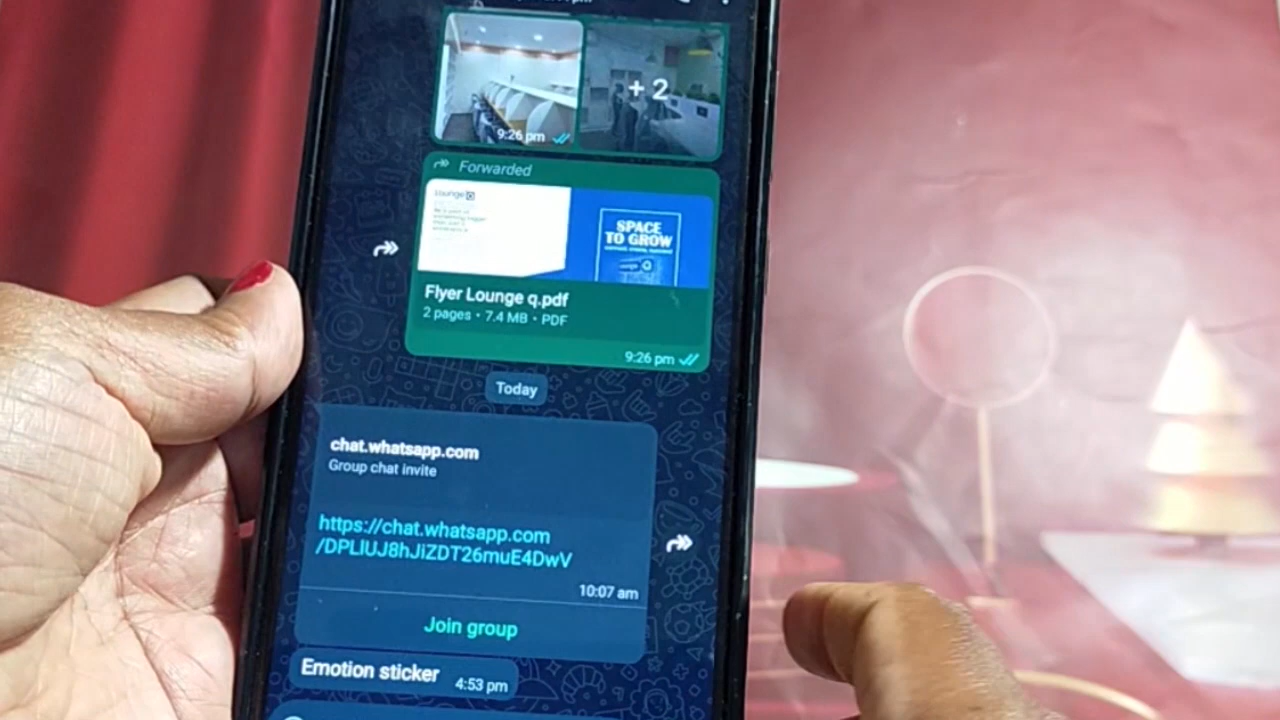 + 2
9:26 pm
Forwarded
lounge Q
SPACE
TO GROW
Flyer Lounge q.pdf
2 pages • 7.4 MB • PDF
9:26 pm
Today
chat.whatsapp.com
Group chat invite
https://chat.whatsapp.com
/DPLIUJ8hJiZDT26muE4DwV
10:07 am
Join group
Emotion sticker
4:53 pm